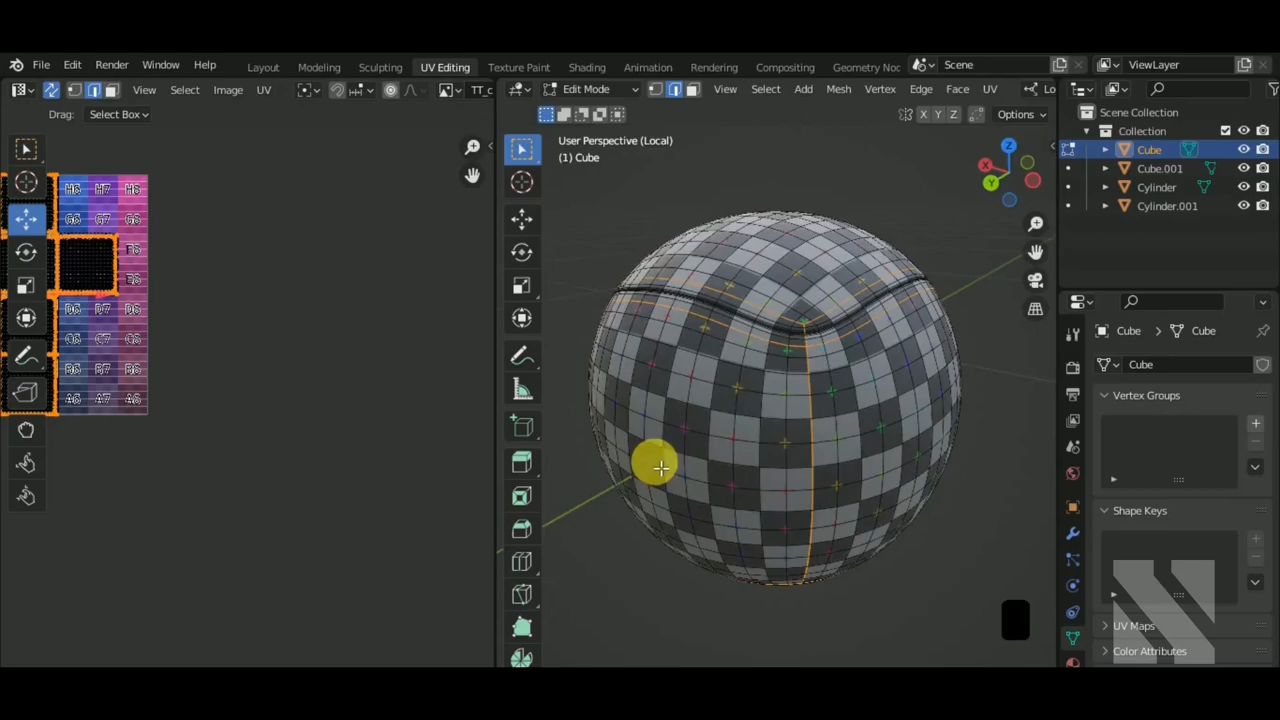 File Edit Render Window Help Layout Modeling Sculpting UV Editing Texture Paint Shading Animation Rendering Compositing Geometry Noc Scene ViewLayer
View Select Image UV TT_c Edit Mode View Select Add Mesh Vertex Edge Face UV Lo
Drag: Select Box X Y Z Options Scene Collection
User Perspective (Local) Collection
(1) Cube Z X Y Cube
Cube.001
Cylinder
Cylinder.001
H6 H7 H8
G6 G7 G8
F8
E8
D6 D7 D8
C6 C7 C8
B6 B7 B8
A6 A7 A8
Cube Cube
Cube
Vertex Groups
Shape Keys
UV Maps
Color Attributes
N